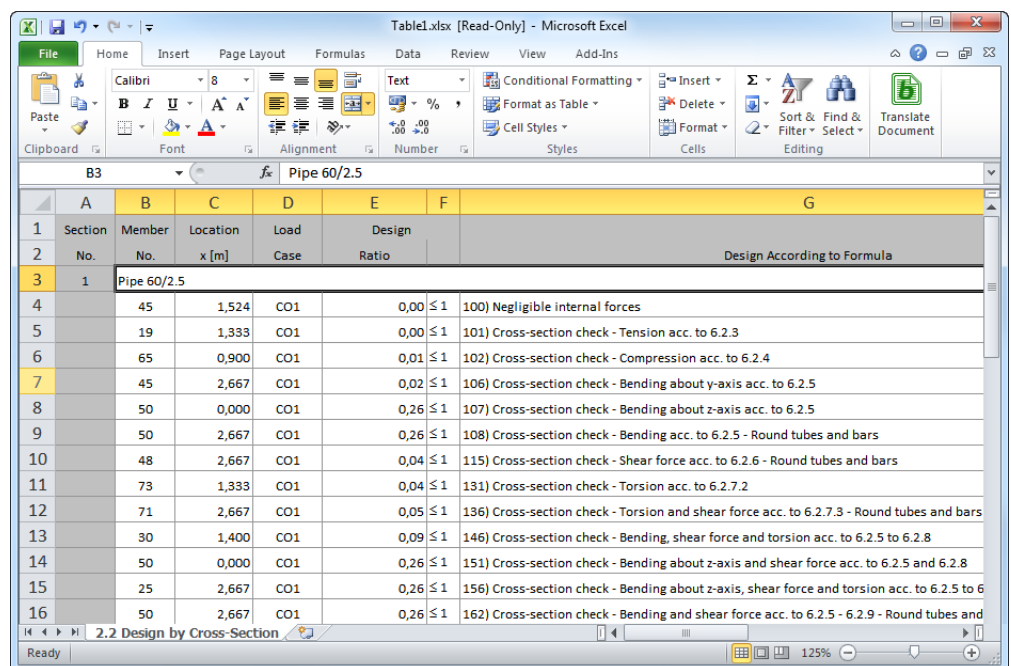 Table1.xlsx [Read-Only] - Microsoft Excel
File Home Insert Page Layout Formulas Data Review View Add-Ins
Calibri 8 Text Conditional Formatting Insert Σ
Paste B I U A A % , Format as Table Delete Sort & Filter Find & Select Translate Document
Cell Styles Format
Clipboard Font Alignment Number Styles Cells Editing
B3 fx Pipe 60/2.5
A B C D E F G
1 Section Member Location Load Design
2 No. No. x [m] Case Ratio Design According to Formula
3 1 Pipe 60/2.5
4 45 1,524 CO1 0,00 ≤ 1 100) Negligible internal forces
5 19 1,333 CO1 0,00 ≤ 1 101) Cross-section check - Tension acc. to 6.2.3
6 65 0,900 CO1 0,01 ≤ 1 102) Cross-section check - Compression acc. to 6.2.4
7 45 2,667 CO1 0,02 ≤ 1 106) Cross-section check - Bending about y-axis acc. to 6.2.5
8 50 0,000 CO1 0,26 ≤ 1 107) Cross-section check - Bending about z-axis acc. to 6.2.5
9 50 2,667 CO1 0,26 ≤ 1 108) Cross-section check - Bending acc. to 6.2.5 - Round tubes and bars
10 48 2,667 CO1 0,04 ≤ 1 115) Cross-section check - Shear force acc. to 6.2.6 - Round tubes and bars
11 73 1,333 CO1 0,04 ≤ 1 131) Cross-section check - Torsion acc. to 6.2.7.2
12 71 2,667 CO1 0,05 ≤ 1 136) Cross-section check - Torsion and shear force acc. to 6.2.7.3 - Round tubes and bars
13 30 1,400 CO1 0,09 ≤ 1 146) Cross-section check - Bending, shear force and torsion acc. to 6.2.5 to 6.2.8
14 50 0,000 CO1 0,26 ≤ 1 151) Cross-section check - Bending about z-axis and shear force acc. to 6.2.5 and 6.2.8
15 25 2,667 CO1 0,26 ≤ 1 156) Cross-section check - Bending about z-axis, shear force and torsion acc. to 6.2.5 to 6
16 50 2,667 CO1 0,26 ≤ 1 162) Cross-section check - Bending and shear force acc. to 6.2.5 - 6.2.9 - Round tubes and
2.2 Design by Cross-Section
Ready 125%